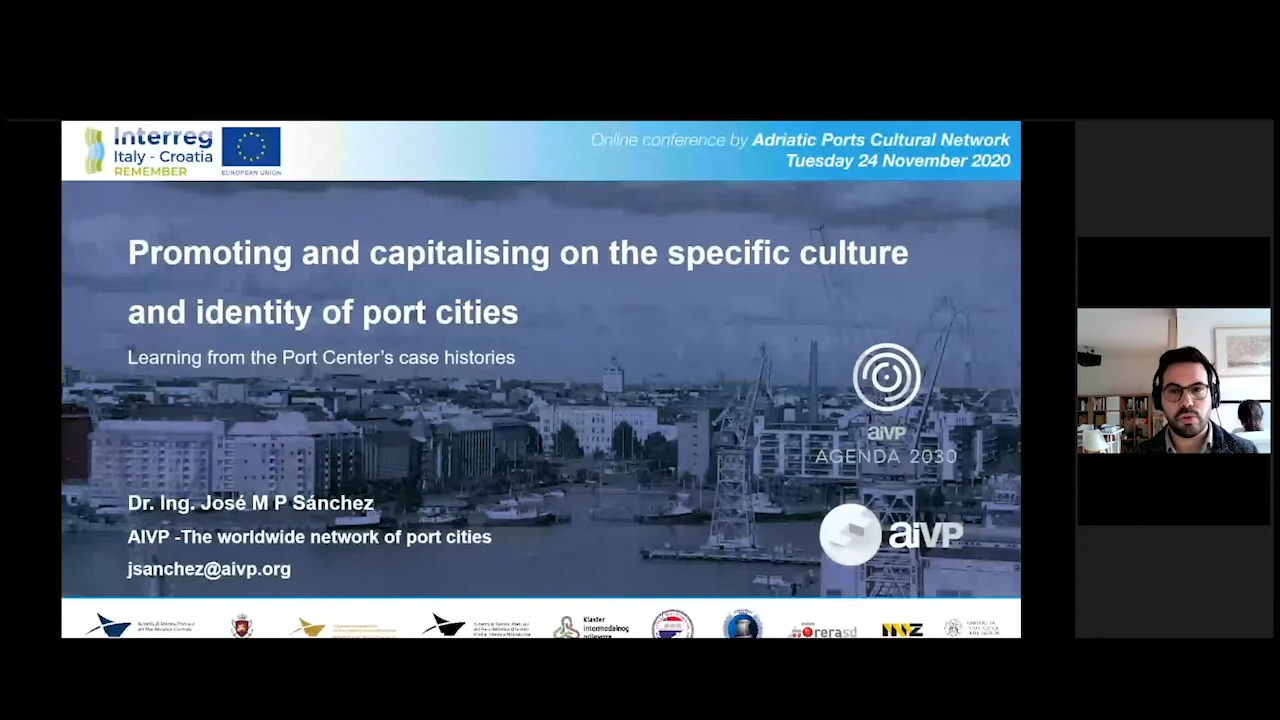 Interreg
Italy - Croatia
REMEMBER
EUROPEAN UNION
Online conference by Adriatic Ports Cultural Network
Tuesday 24 November 2020
Promoting and capitalising on the specific culture
and identity of port cities
Learning from the Port Center's case histories
aiVP
AGENDA 2030
Dr. Ing. José M P Sánchez
AIVP -The worldwide network of port cities
jsanchez@aivp.org
aiVP
Klaster
intermodalnog
prijevoza